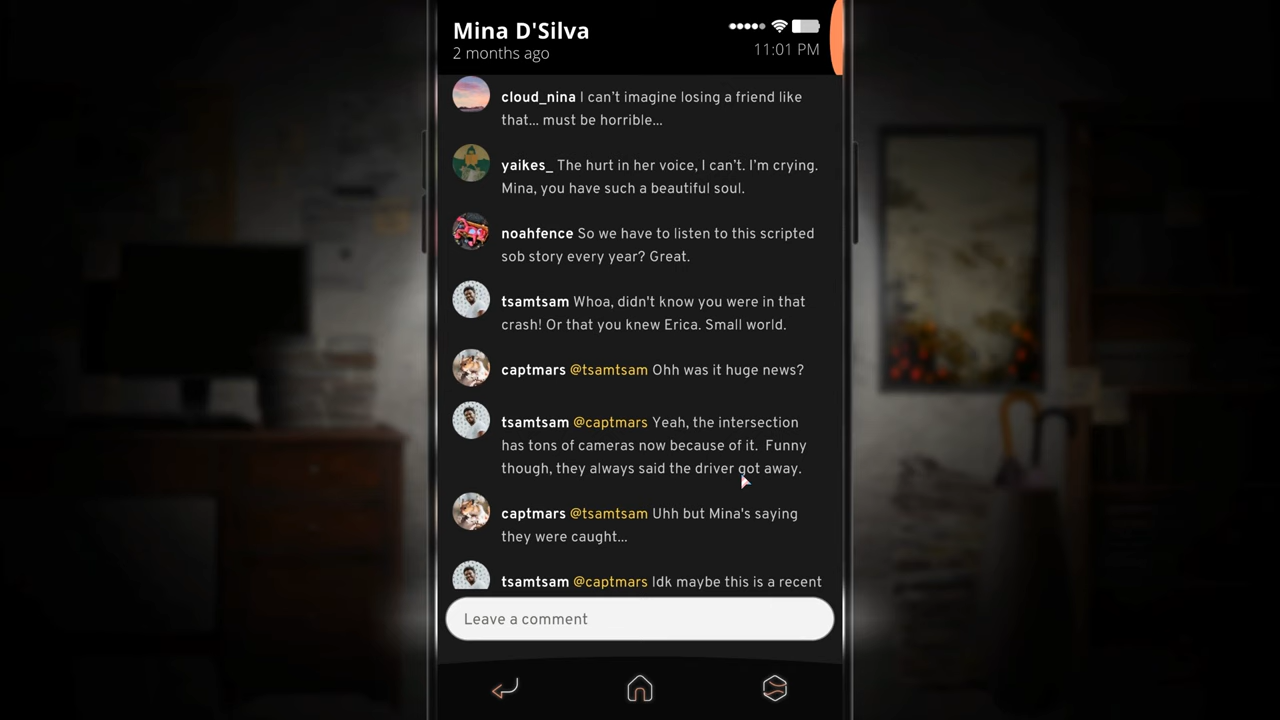 Mina D'Silva
2 months ago
11:01 PM
cloud_nina I can't imagine losing a friend like
that... must be horrible...
yaikes_ The hurt in her voice, I can't. I'm crying.
Mina, you have such a beautiful soul.
noahfence So we have to listen to this scripted
sob story every year? Great.
tsamtsam Whoa, didn't know you were in that
crash! Or that you knew Erica. Small world.
captmars @tsamtsam Ohh was it huge news?
tsamtsam @captmars Yeah, the intersection
has tons of cameras now because of it.  Funny
though, they always said the driver got away.
captmars @tsamtsam Uhh but Mina's saying
they were caught...
tsamtsam @captmars Idk maybe this is a recent
Leave a comment